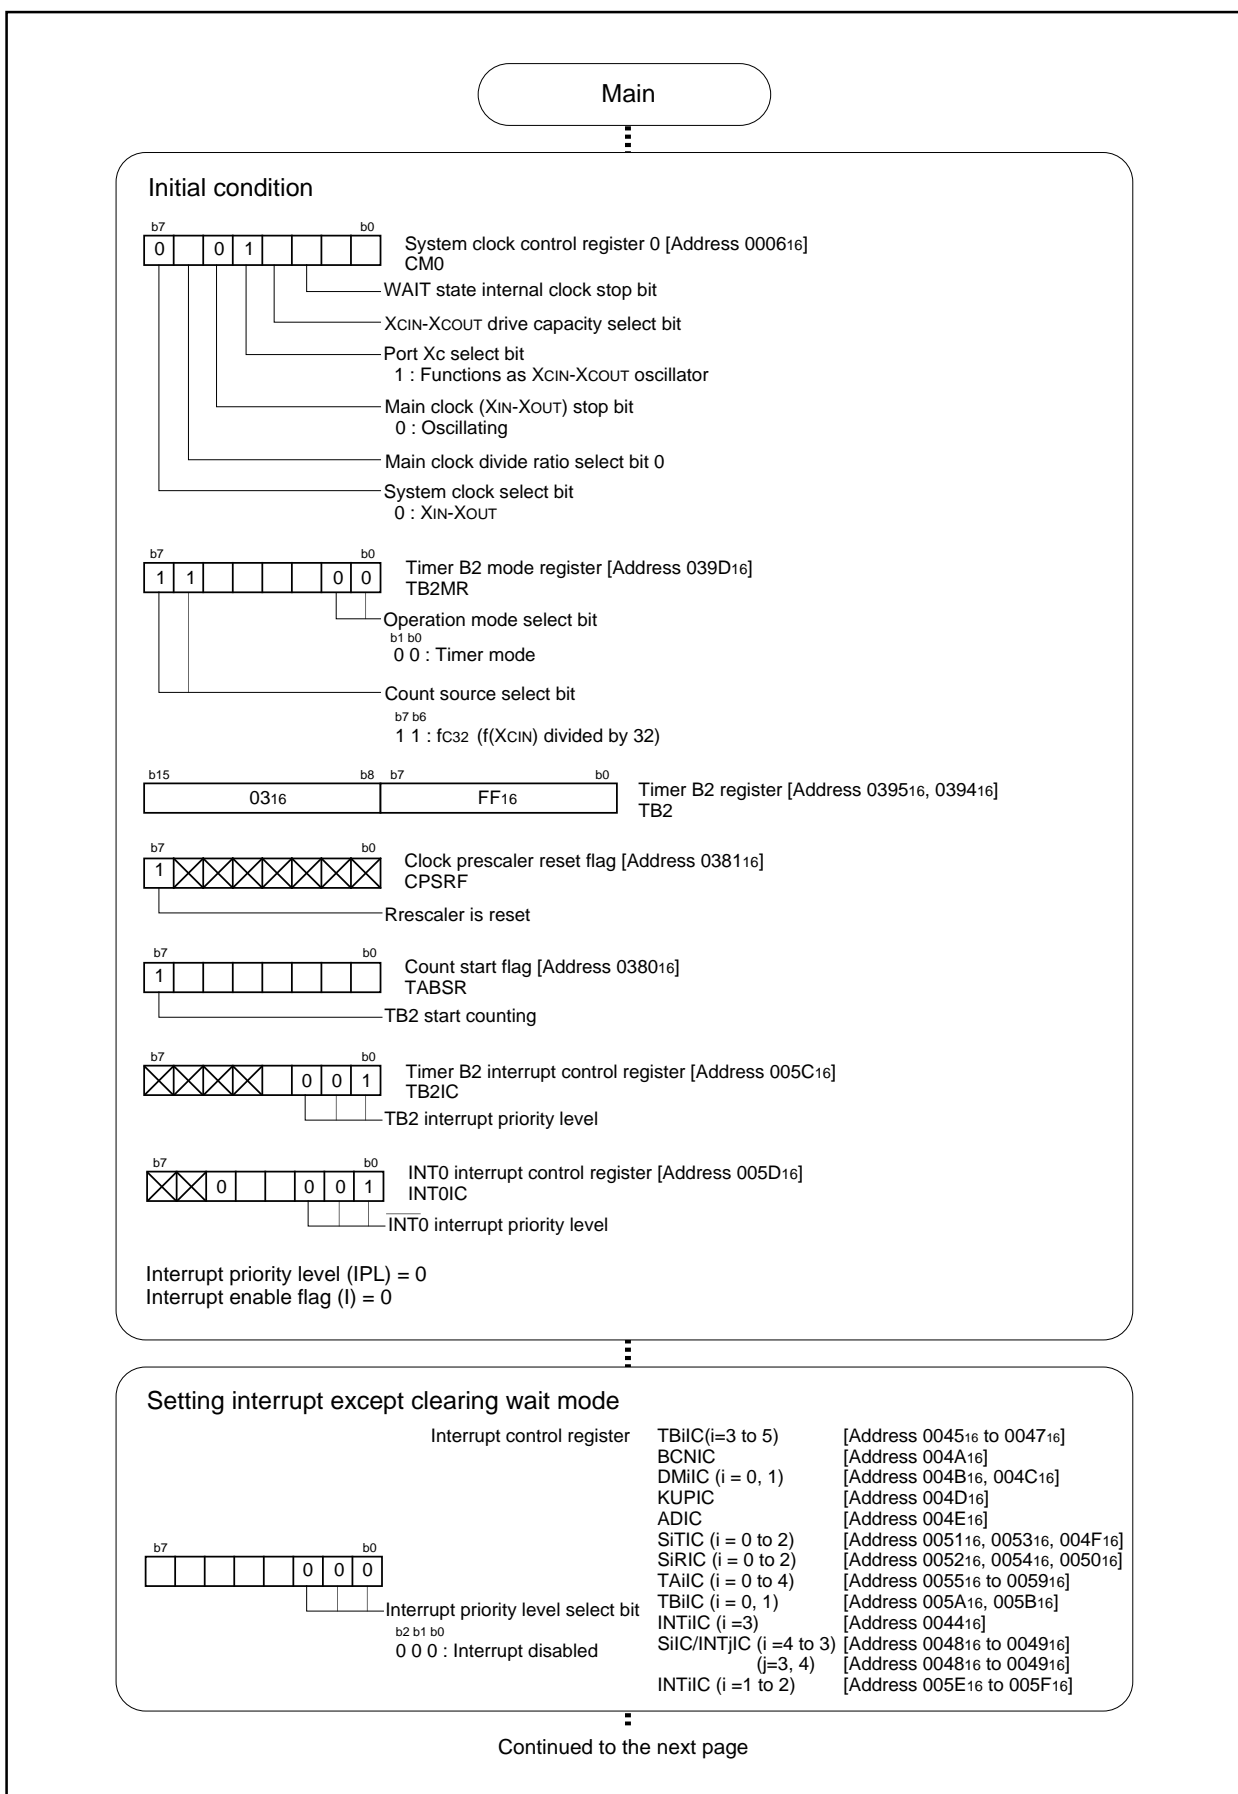 Main
Initial condition
b7 b0
0 0 1 System clock control register 0 [Address 000616]
CM0
WAIT state internal clock stop bit
XCIN-XCOUT drive capacity select bit
Port Xc select bit
1 : Functions as XCIN-XCOUT oscillator
Main clock (XIN-XOUT) stop bit
0 : Oscillating
Main clock divide ratio select bit 0
System clock select bit
0 : XIN-XOUT
b7 b0
1 1 0 0 Timer B2 mode register [Address 039D16]
TB2MR
Operation mode select bit
b1 b0
0 0 : Timer mode
Count source select bit
b7 b6
1 1 : fC32 (f(XCIN) divided by 32)
b15 b8 b7 b0
0316 FF16 Timer B2 register [Address 039516, 039416]
TB2
b7 b0
1 Clock prescaler reset flag [Address 038116]
CPSRF
Rrescaler is reset
b7 b0
1 Count start flag [Address 038016]
TABSR
TB2 start counting
b7 b0
0 0 1 Timer B2 interrupt control register [Address 005C16]
TB2IC
TB2 interrupt priority level
b7 b0
0 0 0 1 INT0 interrupt control register [Address 005D16]
INT0IC
INT0 interrupt priority level
Interrupt priority level (IPL) = 0
Interrupt enable flag (I) = 0
Setting interrupt except clearing wait mode
Interrupt control register TBiIC(i=3 to 5) [Address 004516 to 004716]
BCNIC [Address 004A16]
DMiIC (i = 0, 1) [Address 004B16, 004C16]
KUPIC [Address 004D16]
ADIC [Address 004E16]
SiTIC (i = 0 to 2) [Address 005116, 005316, 004F16]
SiRIC (i = 0 to 2) [Address 005216, 005416, 005016]
TAiIC (i = 0 to 4) [Address 005516 to 005916]
TBiIC (i = 0, 1) [Address 005A16, 005B16]
INTiIC (i =3) [Address 004416]
SiIC/INTjIC (i =4 to 3) [Address 004816 to 004916]
(j=3, 4) [Address 004816 to 004916]
INTiIC (i =1 to 2) [Address 005E16 to 005F16]
b7 b0
0 0 0
Interrupt priority level select bit
b2 b1 b0
0 0 0 : Interrupt disabled
Continued to the next page